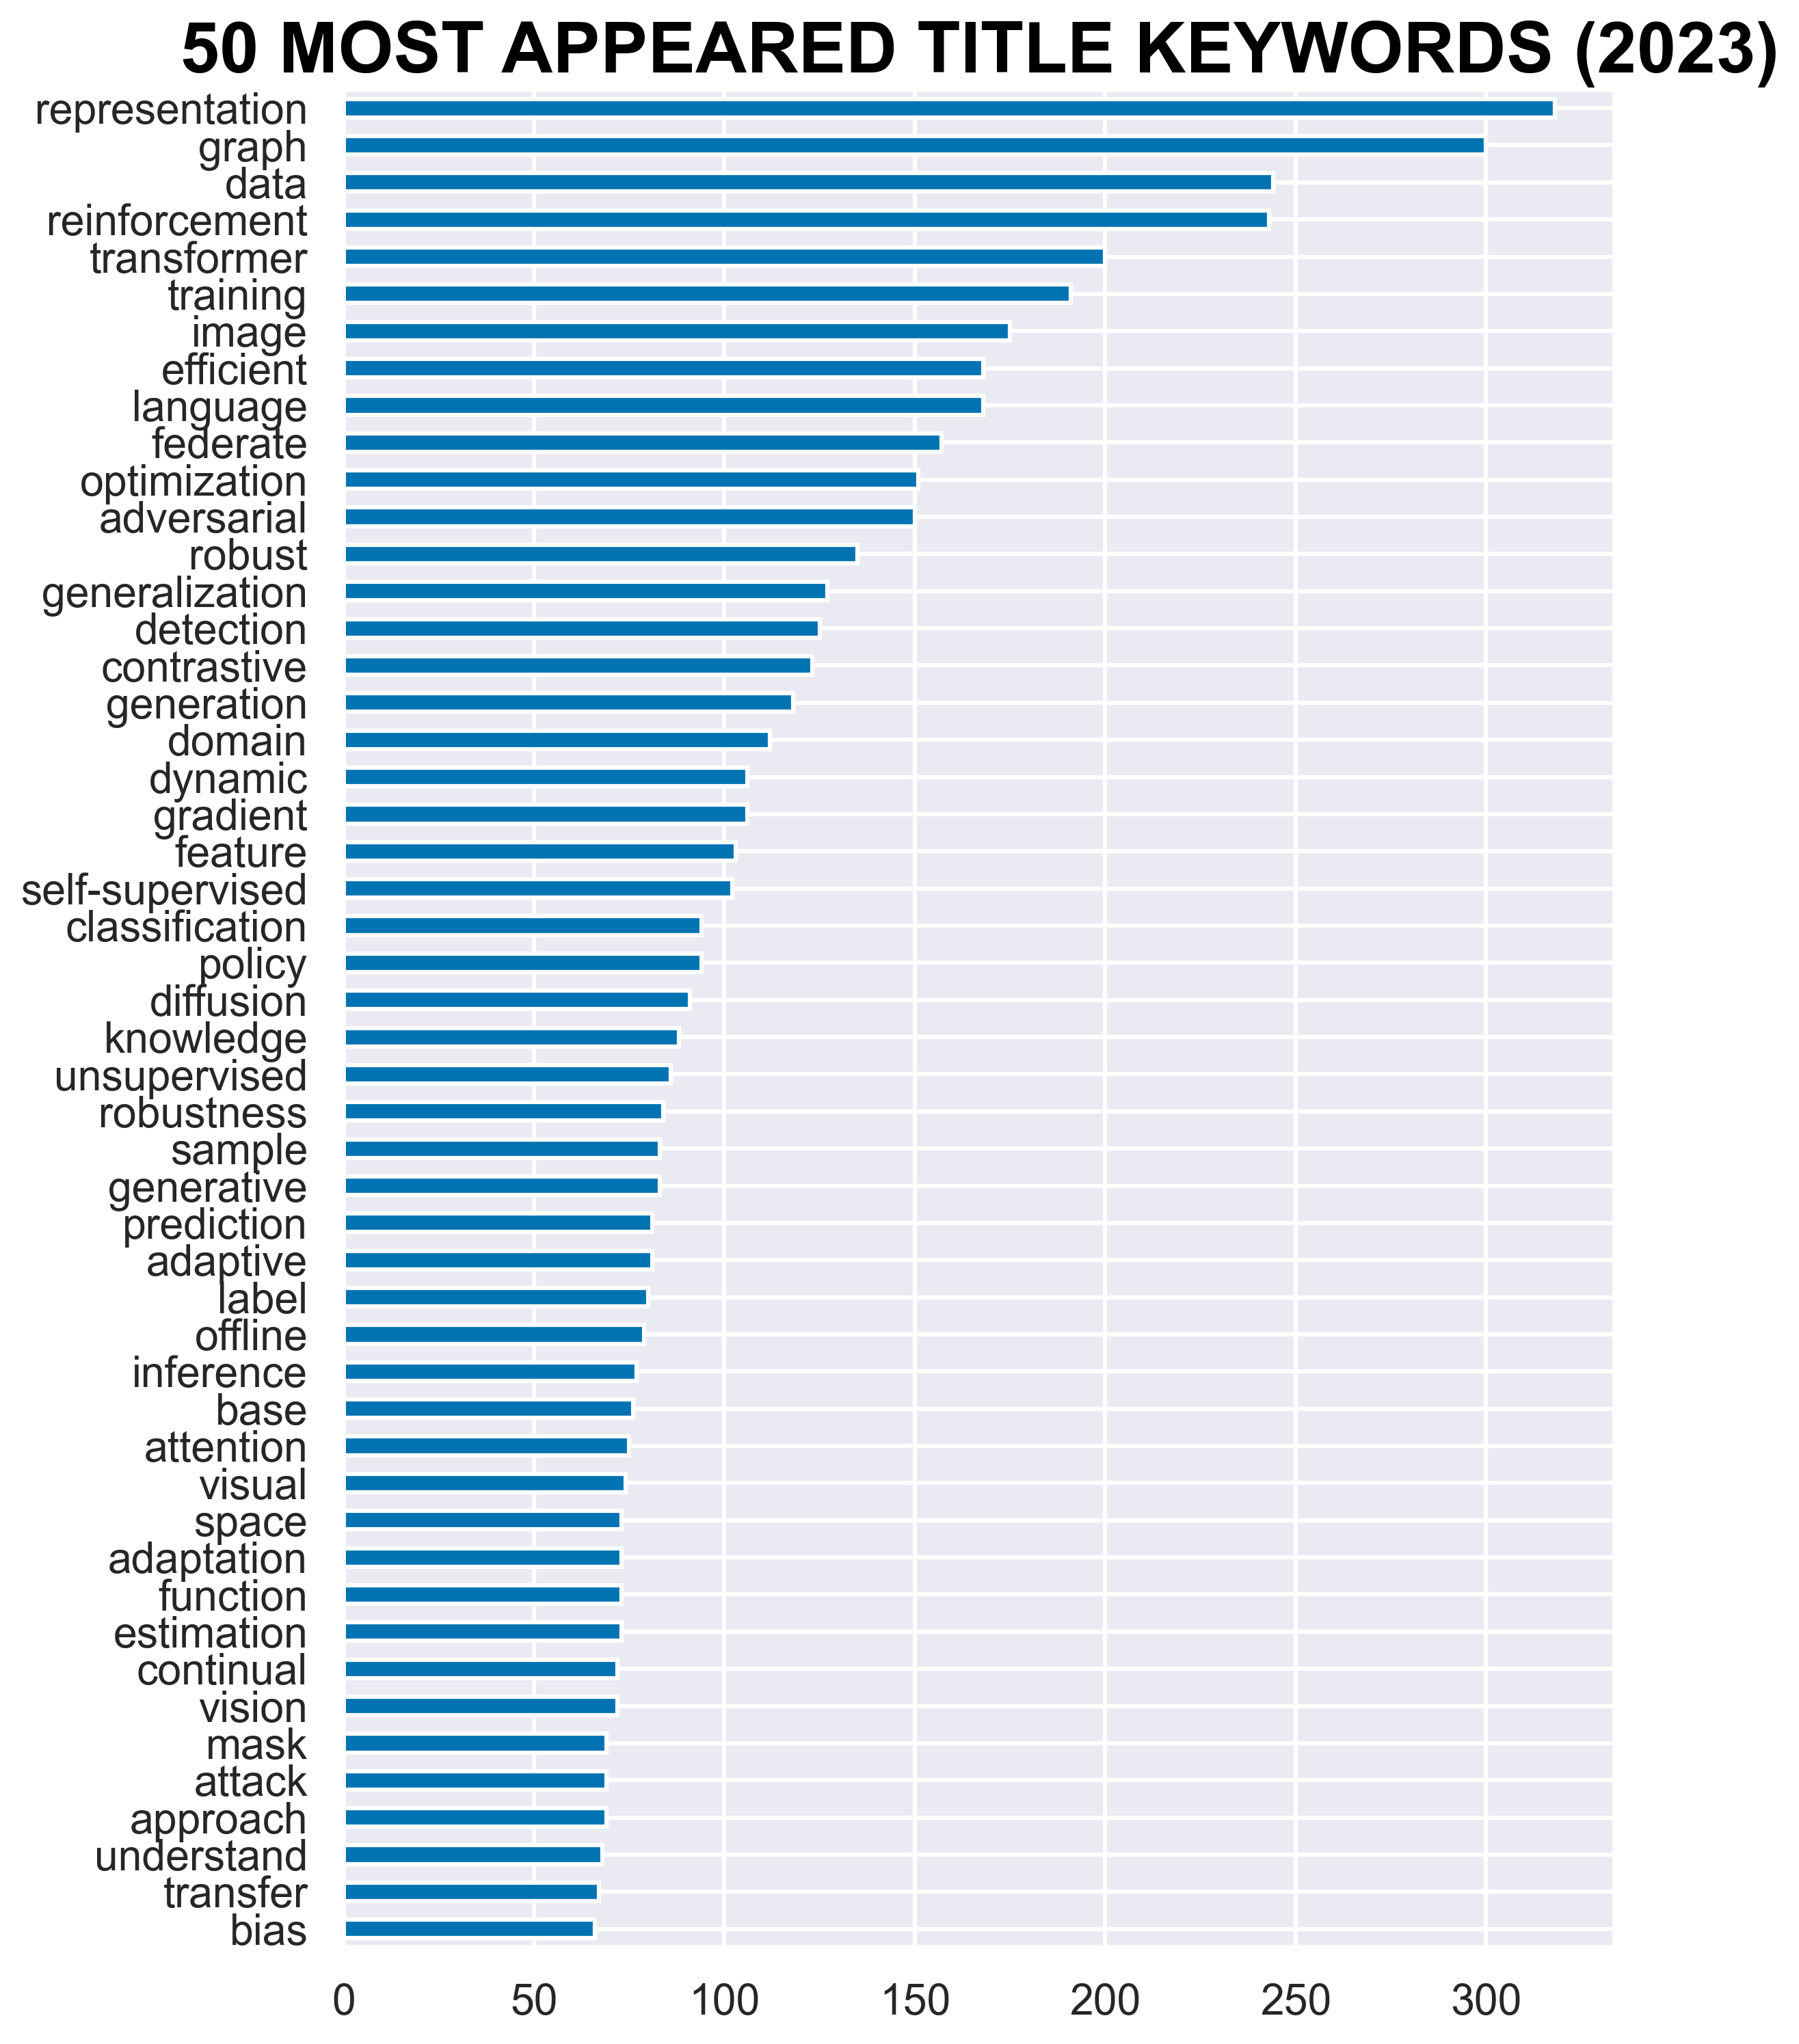 50 MOST APPEARED TITLE KEYWORDS (2023)
representation
graph
data
reinforcement
transformer
training
image
efficient
language
federate
optimization
adversarial
robust
generalization
detection
contrastive
generation
domain
dynamic
gradient
feature
self-supervised
classification
policy
diffusion
knowledge
unsupervised
robustness
sample
generative
prediction
adaptive
label
offline
inference
base
attention
visual
space
adaptation
function
estimation
continual
vision
mask
attack
approach
understand
transfer
bias
0 50 100 150 200 250 300